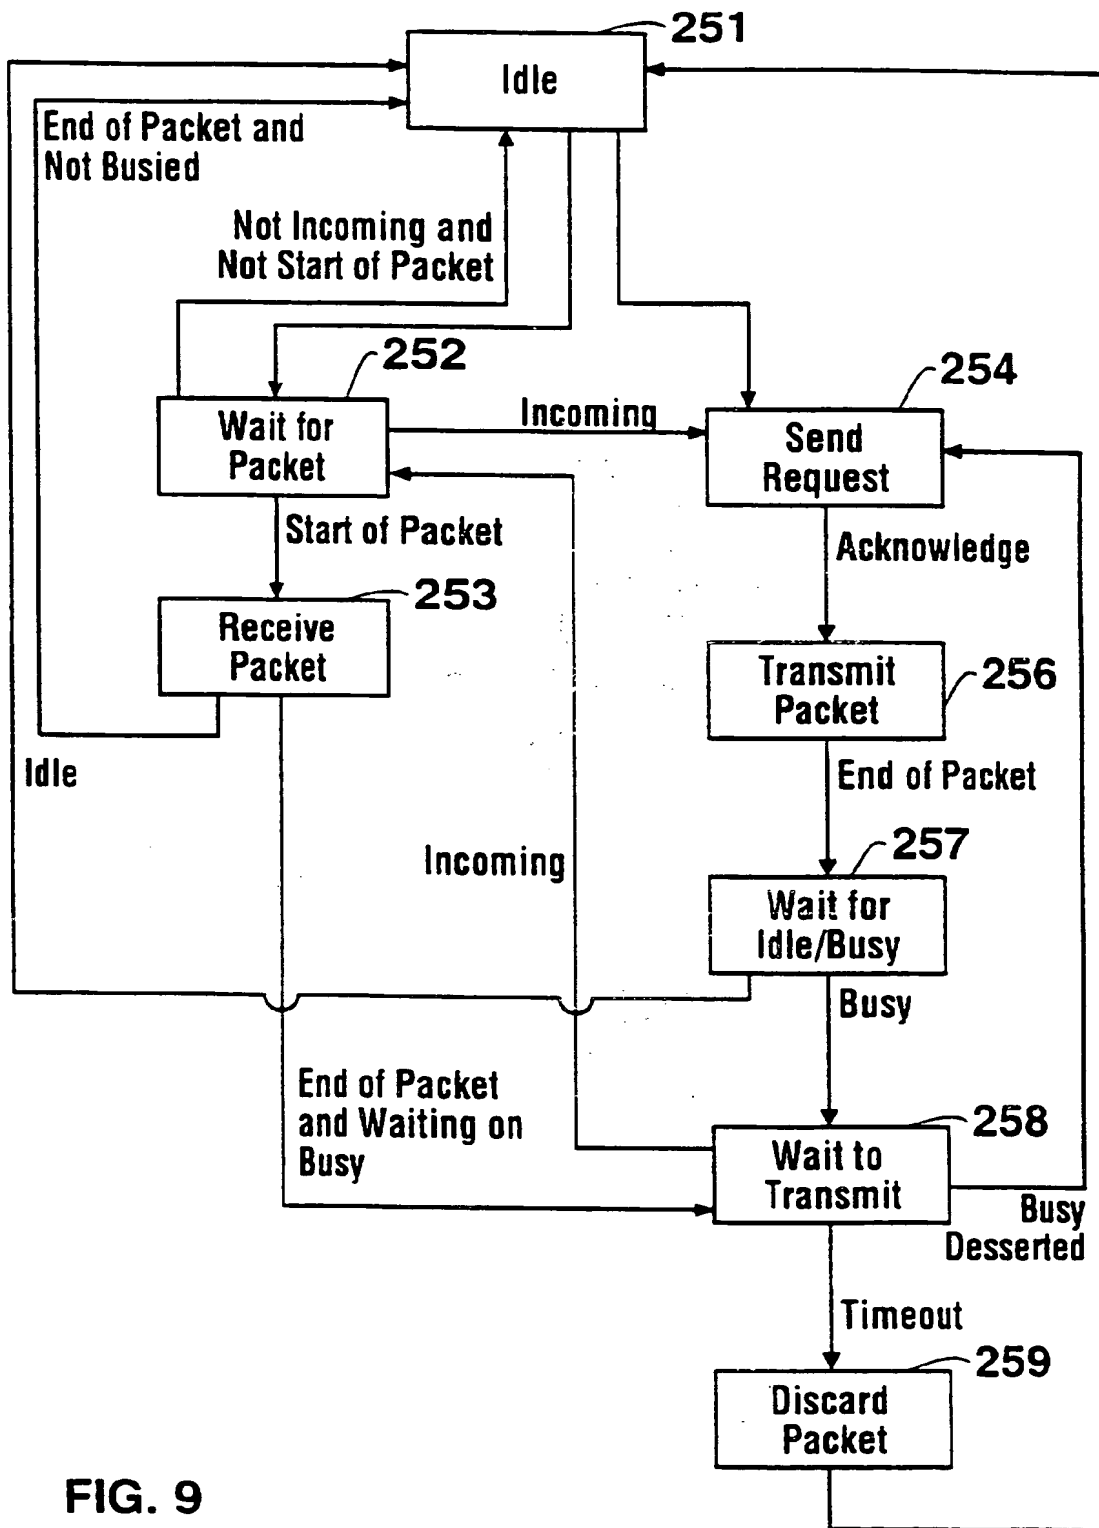 251
Idle
End of Packet and
Not Busied
Not Incoming and
Not Start of Packet
252
254
Wait for
Packet
Incoming
Send
Request
Start of Packet
Acknowledge
253
Receive
Packet
256
Transmit
Packet
Idle
End of Packet
257
Incoming
Wait for
Idle/Busy
Busy
End of Packet
and Waiting on
Busy
258
Wait to
Transmit
Busy
Desserted
Timeout
259
Discard
Packet
FIG. 9